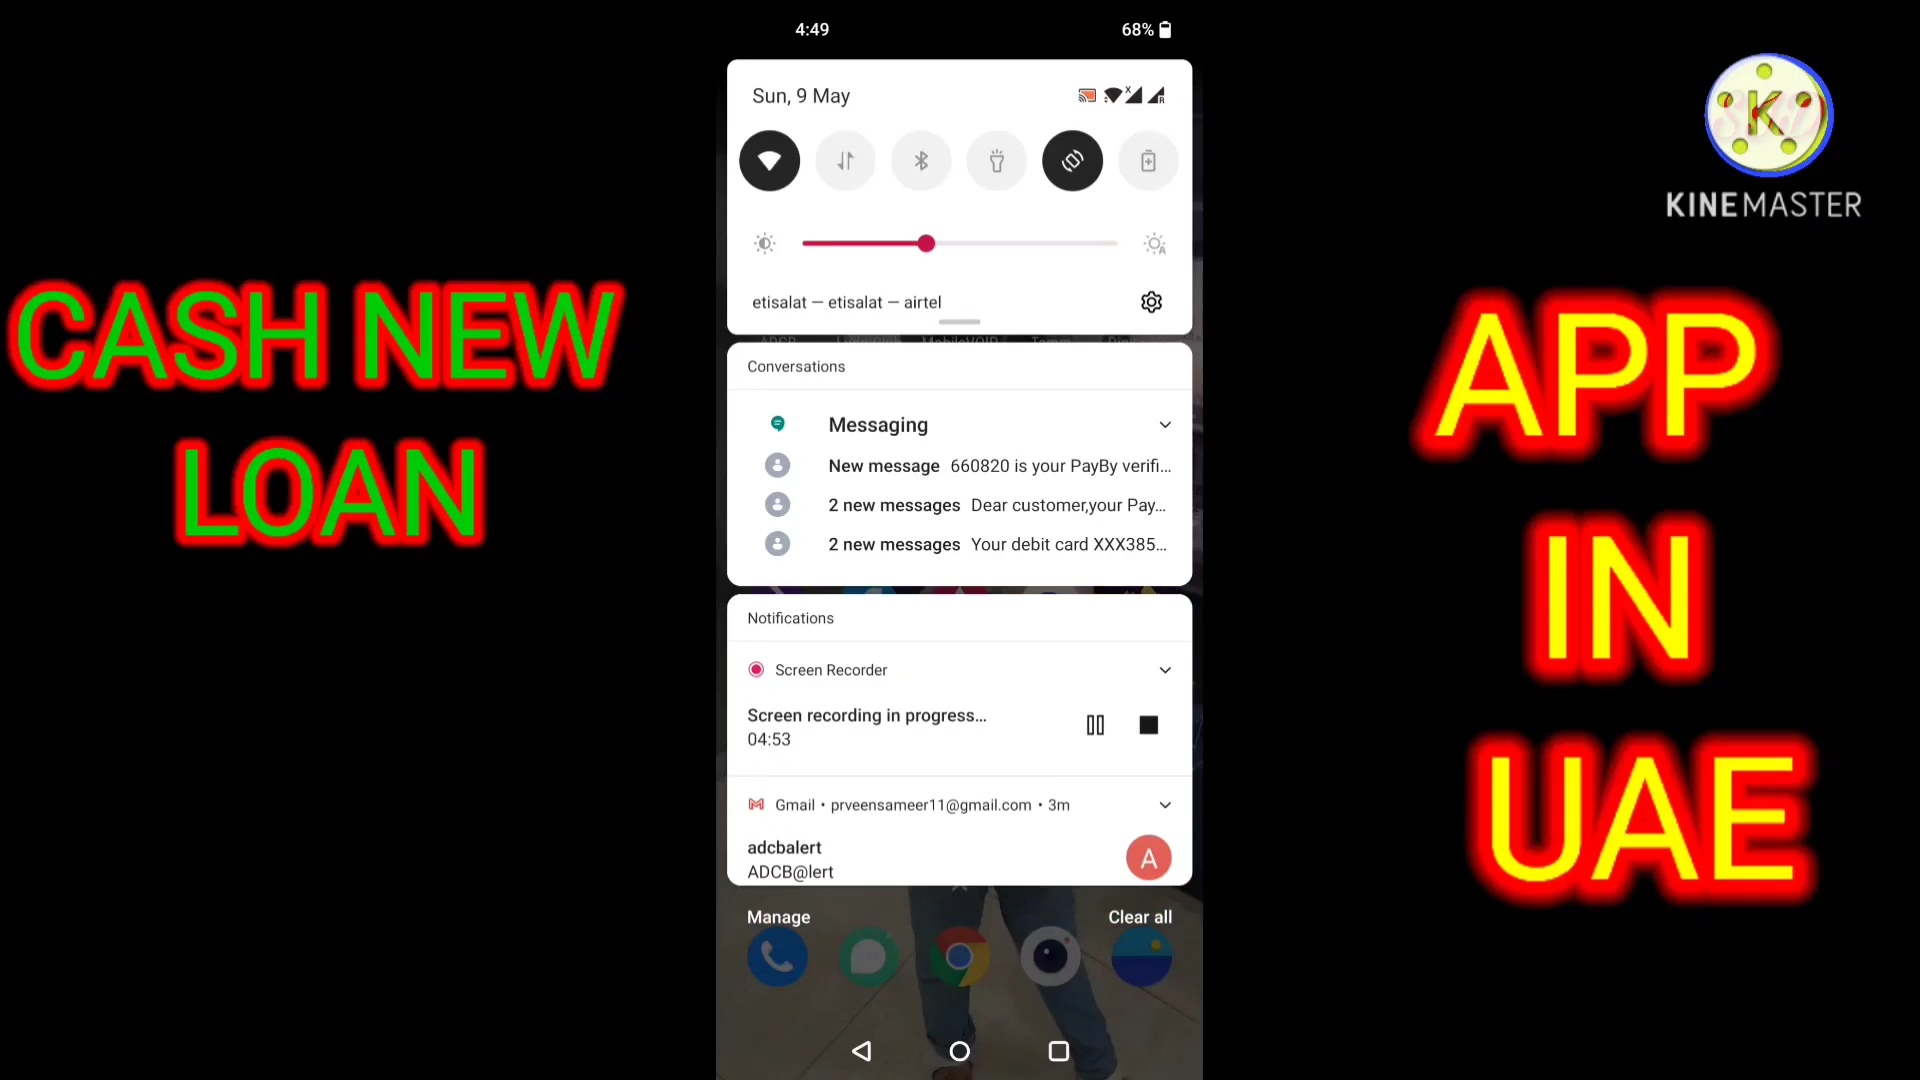 4:49
68%
Sun, 9 May
etisalat — etisalat — airtel
Conversations
Messaging
New message 660820 is your PayBy verifi...
2 new messages Dear customer,your Pay...
2 new messages Your debit card XXX385...
Notifications
Screen Recorder
Screen recording in progress...
04:53
Gmail • prveensameer11@gmail.com • 3m
adcbalert
ADCB@lert
A
Manage
Clear all
CASH NEW
LOAN
K
KINEMASTER
APP
IN
UAE